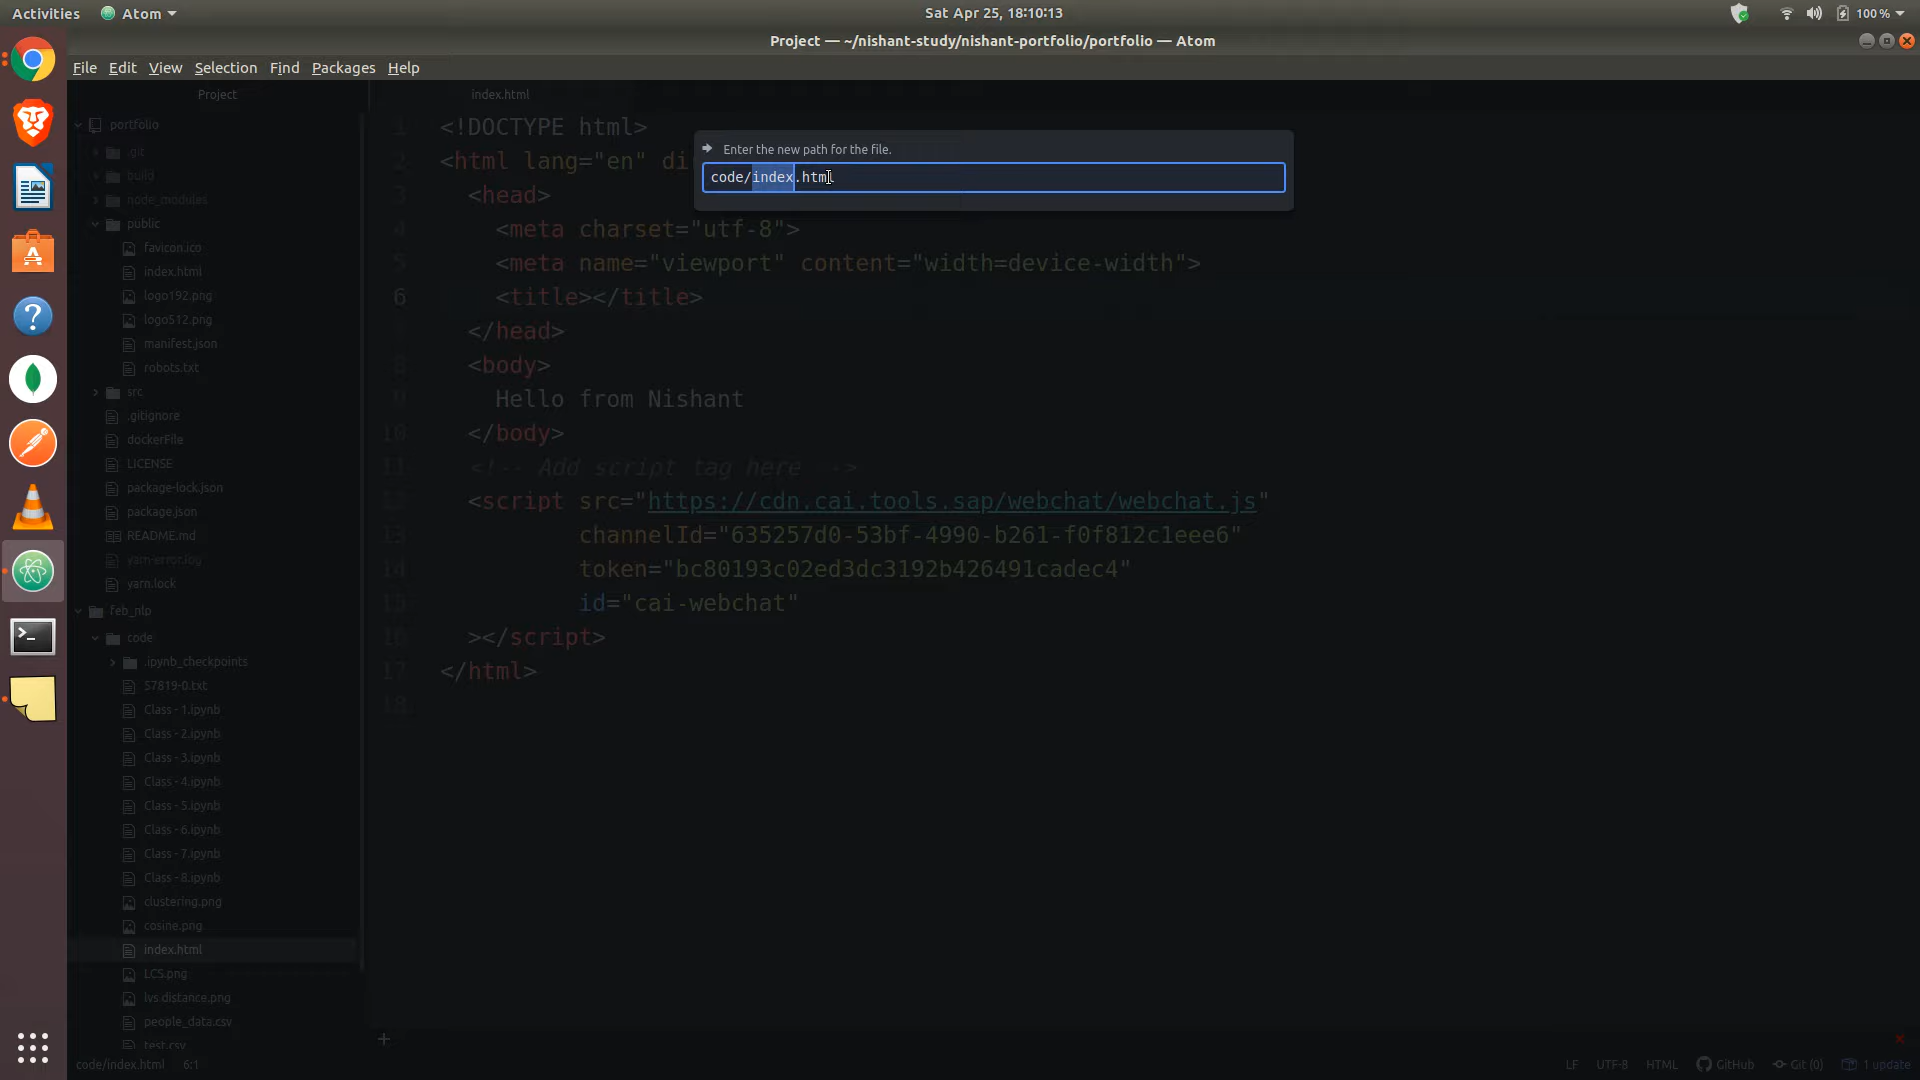 Activities
Atom
Sat Apr 25, 18:10:13
100 %
Project — ~/nishant-study/nishant-portfolio/portfolio — Atom
File Edit View Selection Find Packages Help
Project
portfolio
.git
build
node_modules
public
favicon.ico
index.html
logo192.png
logo512.png
manifest.json
robots.txt
src
.gitignore
dockerFile
LICENSE
package-lock.json
package.json
README.md
yarn-error.log
yarn.lock
feb_nlp
code
.ipynb_checkpoints
57819-0.txt
Class - 1.ipynb
Class - 2.ipynb
Class - 3.ipynb
Class - 4.ipynb
Class - 5.ipynb
Class - 6.ipynb
Class - 7.ipynb
Class - 8.ipynb
clustering.png
cosine.png
index.html
LCS.png
lvs distance.png
people_data.csv
test.csv
index.html
Enter the new path for the file.
code/index.html
1 <!DOCTYPE html>
2 <html lang="en" di
3 <head>
4 <meta charset="utf-8">
5 <meta name="viewport" content="width=device-width">
6 <title></title>
7 </head>
8 <body>
9 Hello from Nishant
10 </body>
11 <!-- Add script tag here -->
12 <script src="https://cdn.cai.tools.sap/webchat/webchat.js"
13 channelId="635257d0-53bf-4990-b261-f0f812c1eee6"
14 token="bc80193c02ed3dc3192b426491cadec4"
15 id="cai-webchat"
16 ></script>
17 </html>
18
code/index.html 6:1
LF UTF-8 HTML GitHub Git (0) 1 update